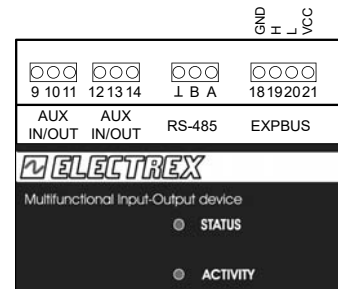 GND H L VCC
9 10 11 12 13 14 ⊥ B A 18 19 20 21
AUX IN/OUT AUX IN/OUT RS-485 EXPBUS
ELECTREX
Multifunctional Input-Output device
STATUS
ACTIVITY